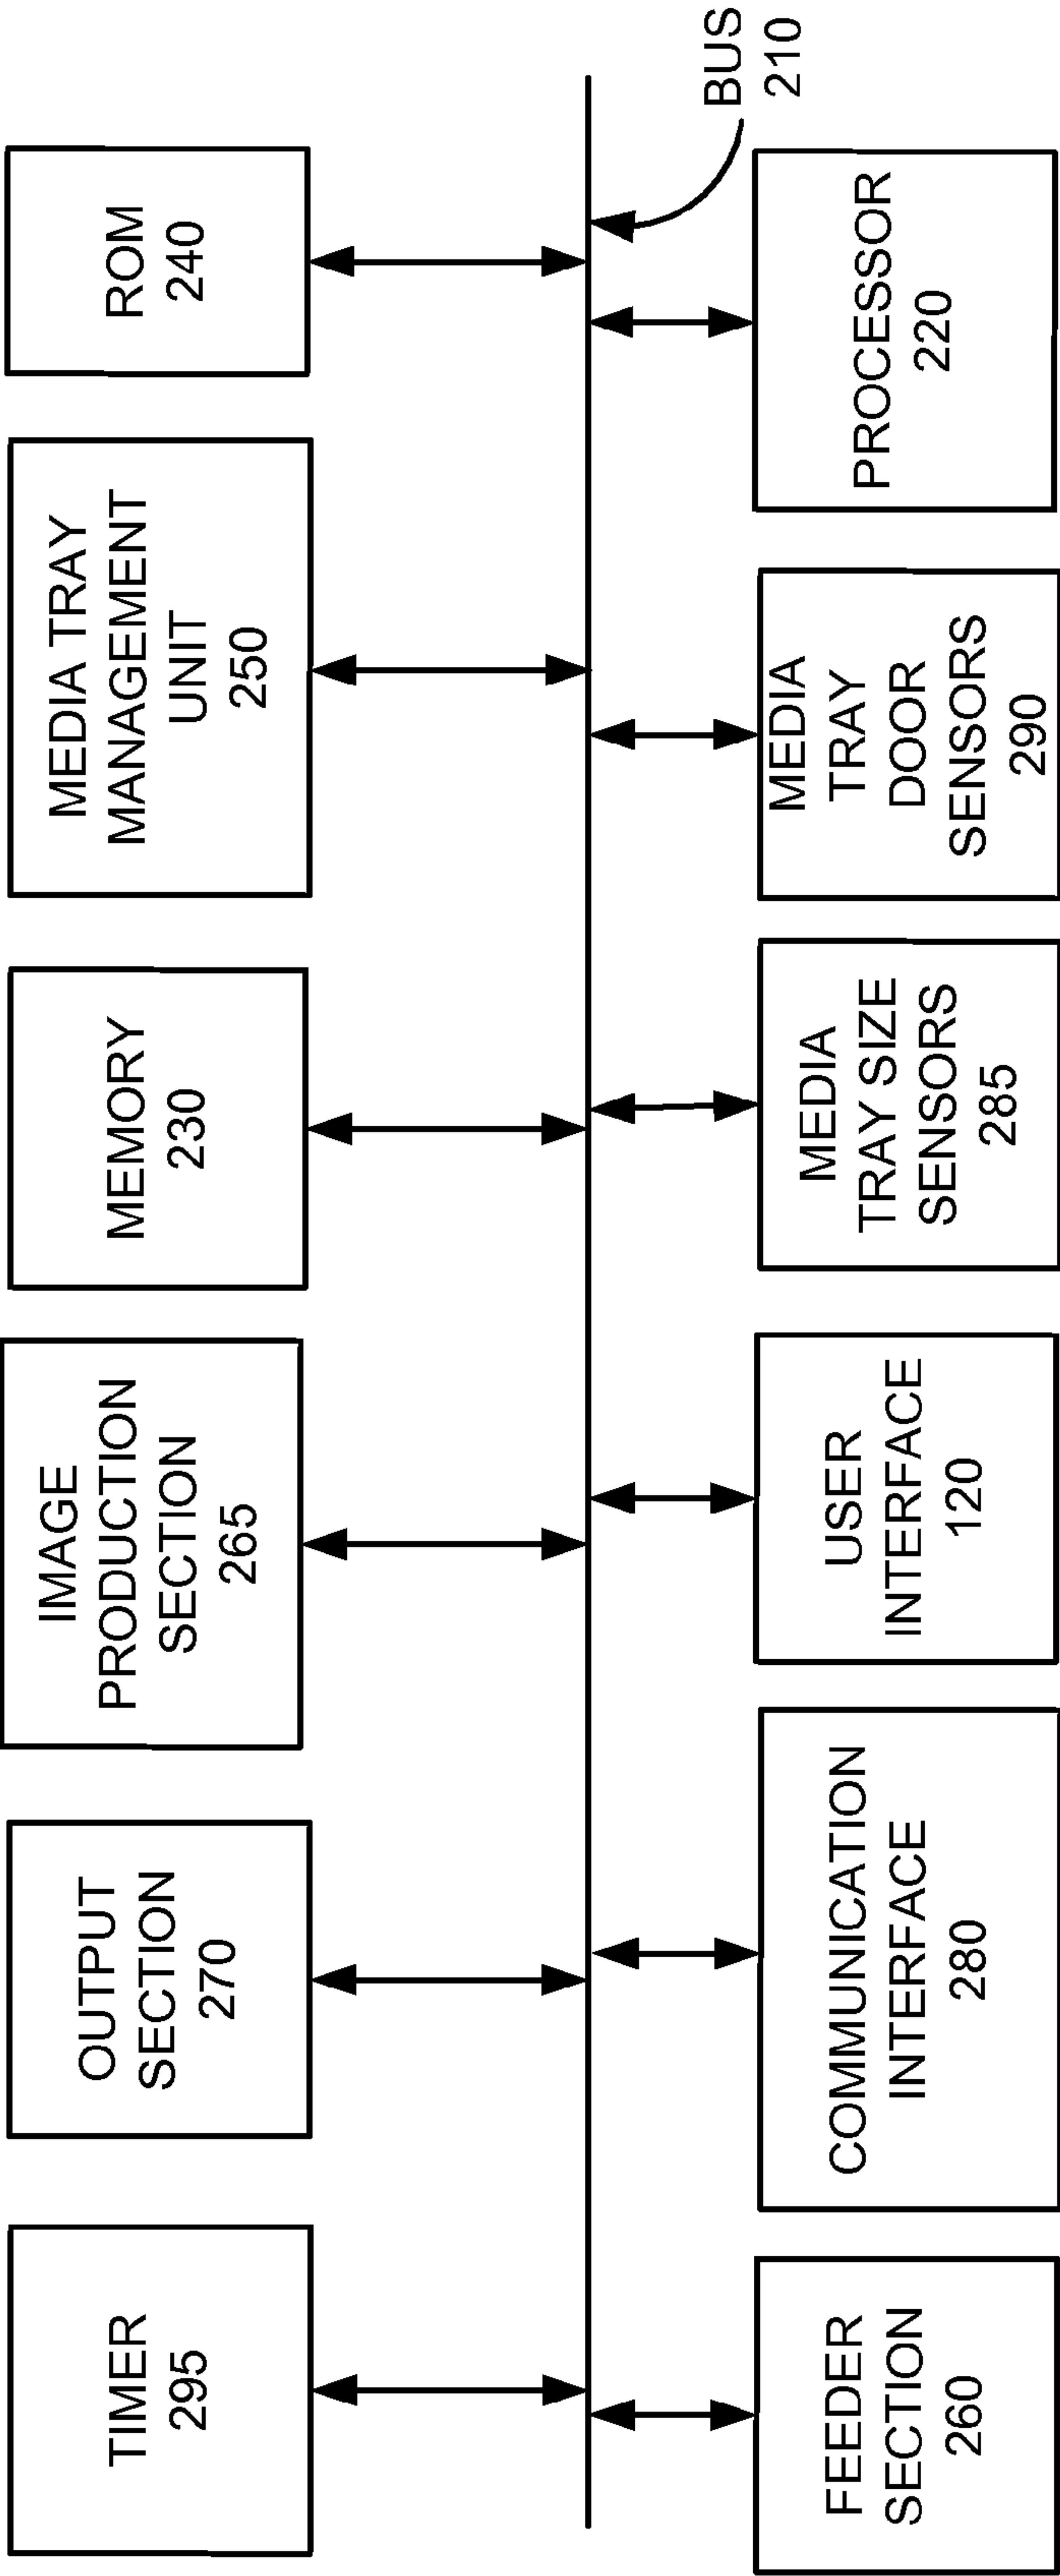 TIMER
295
OUTPUT
SECTION
270
IMAGE
PRODUCTION
SECTION
265
MEMORY
230
MEDIA TRAY
MANAGEMENT
UNIT
250
ROM
240
BUS
210
FEEDER
SECTION
260
COMMUNICATION
INTERFACE
280
USER
INTERFACE
120
MEDIA
TRAY SIZE
SENSORS
285
MEDIA
TRAY
DOOR
SENSORS
290
PROCESSOR
220